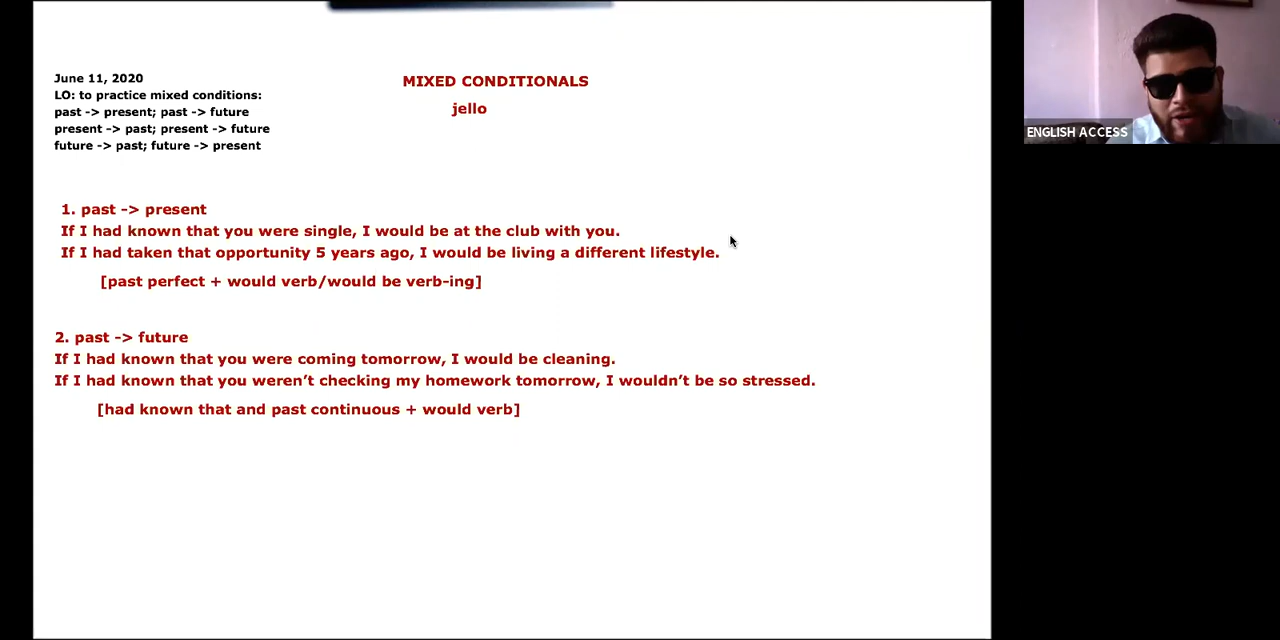 June 11, 2020
LO: to practice mixed conditions:
past -> present; past -> future
present -> past; present -> future
future -> past; future -> present
MIXED CONDITIONALS
jello
ENGLISH ACCESS
1. past -> present
If I had known that you were single, I would be at the club with you.
If I had taken that opportunity 5 years ago, I would be living a different lifestyle.
[past perfect + would verb/would be verb-ing]
2. past -> future
If I had known that you were coming tomorrow, I would be cleaning.
If I had known that you weren’t checking my homework tomorrow, I wouldn’t be so stressed.
[had known that and past continuous + would verb]